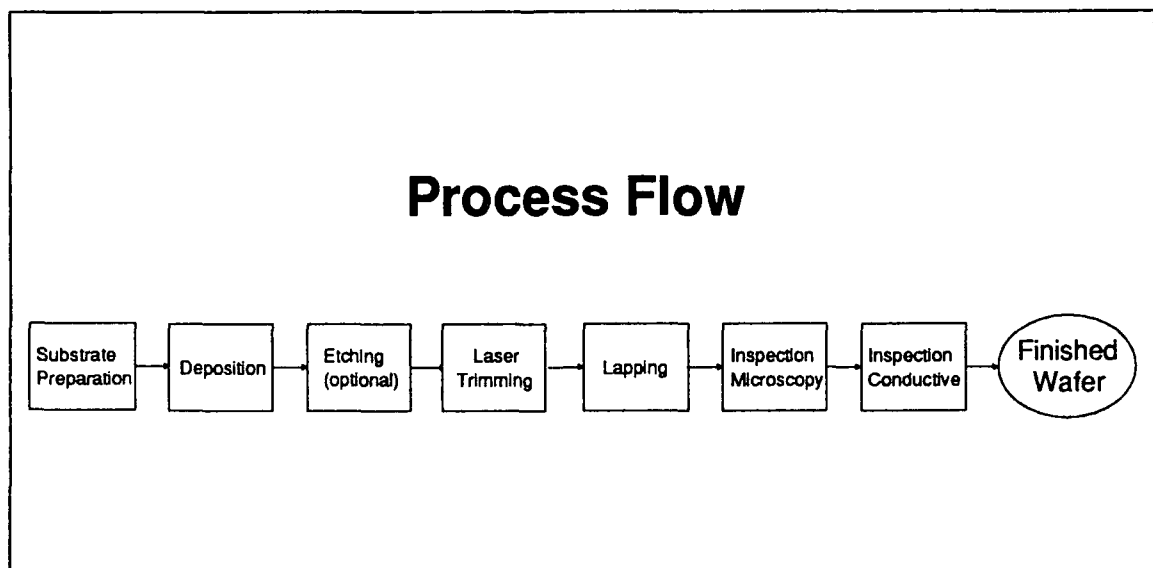 Process Flow
Substrate
Preparation
Deposition
Etching
(optional)
Laser
Trimming
Lapping
Inspection
Microscopy
Inspection
Conductive
Finished
Wafer